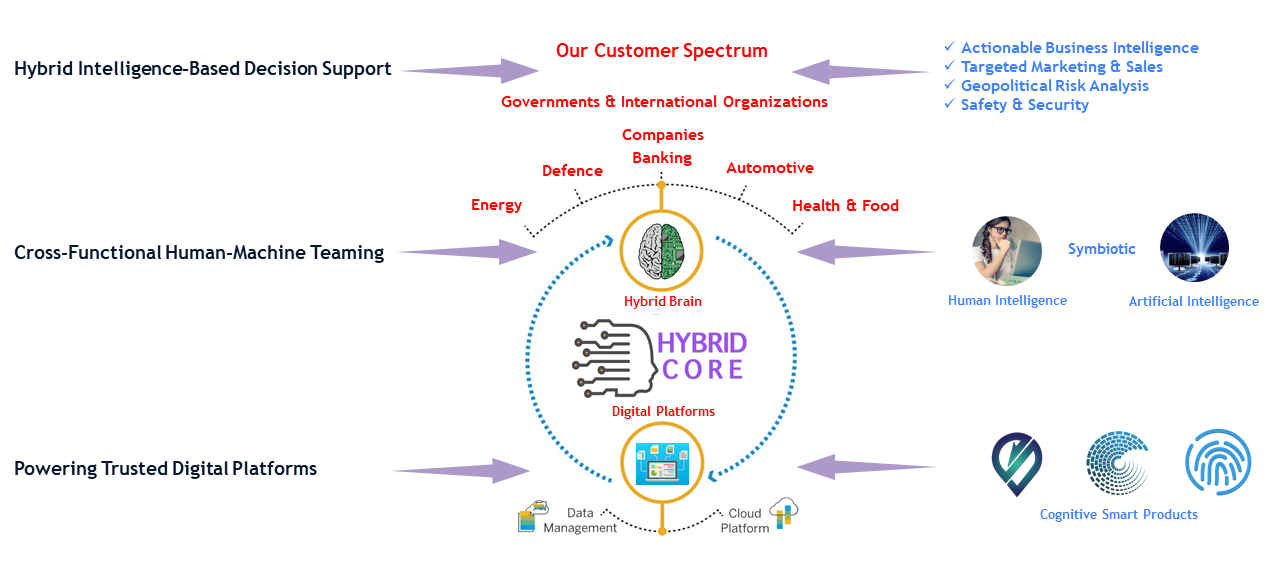 Our Customer Spectrum
Hybrid Intelligence-Based Decision Support
Actionable Business Intelligence
Targeted Marketing & Sales
Geopolitical Risk Analysis
Safety & Security
Governments & International Organizations
Companies
Banking
Defence
Automotive
Energy
Health & Food
Cross-Functional Human-Machine Teaming
Symbiotic
Hybrid Brain
Human Intelligence
Artificial Intelligence
HYBRID
CORE
Digital Platforms
Powering Trusted Digital Platforms
Data
Management
Cloud
Platform
Cognitive Smart Products